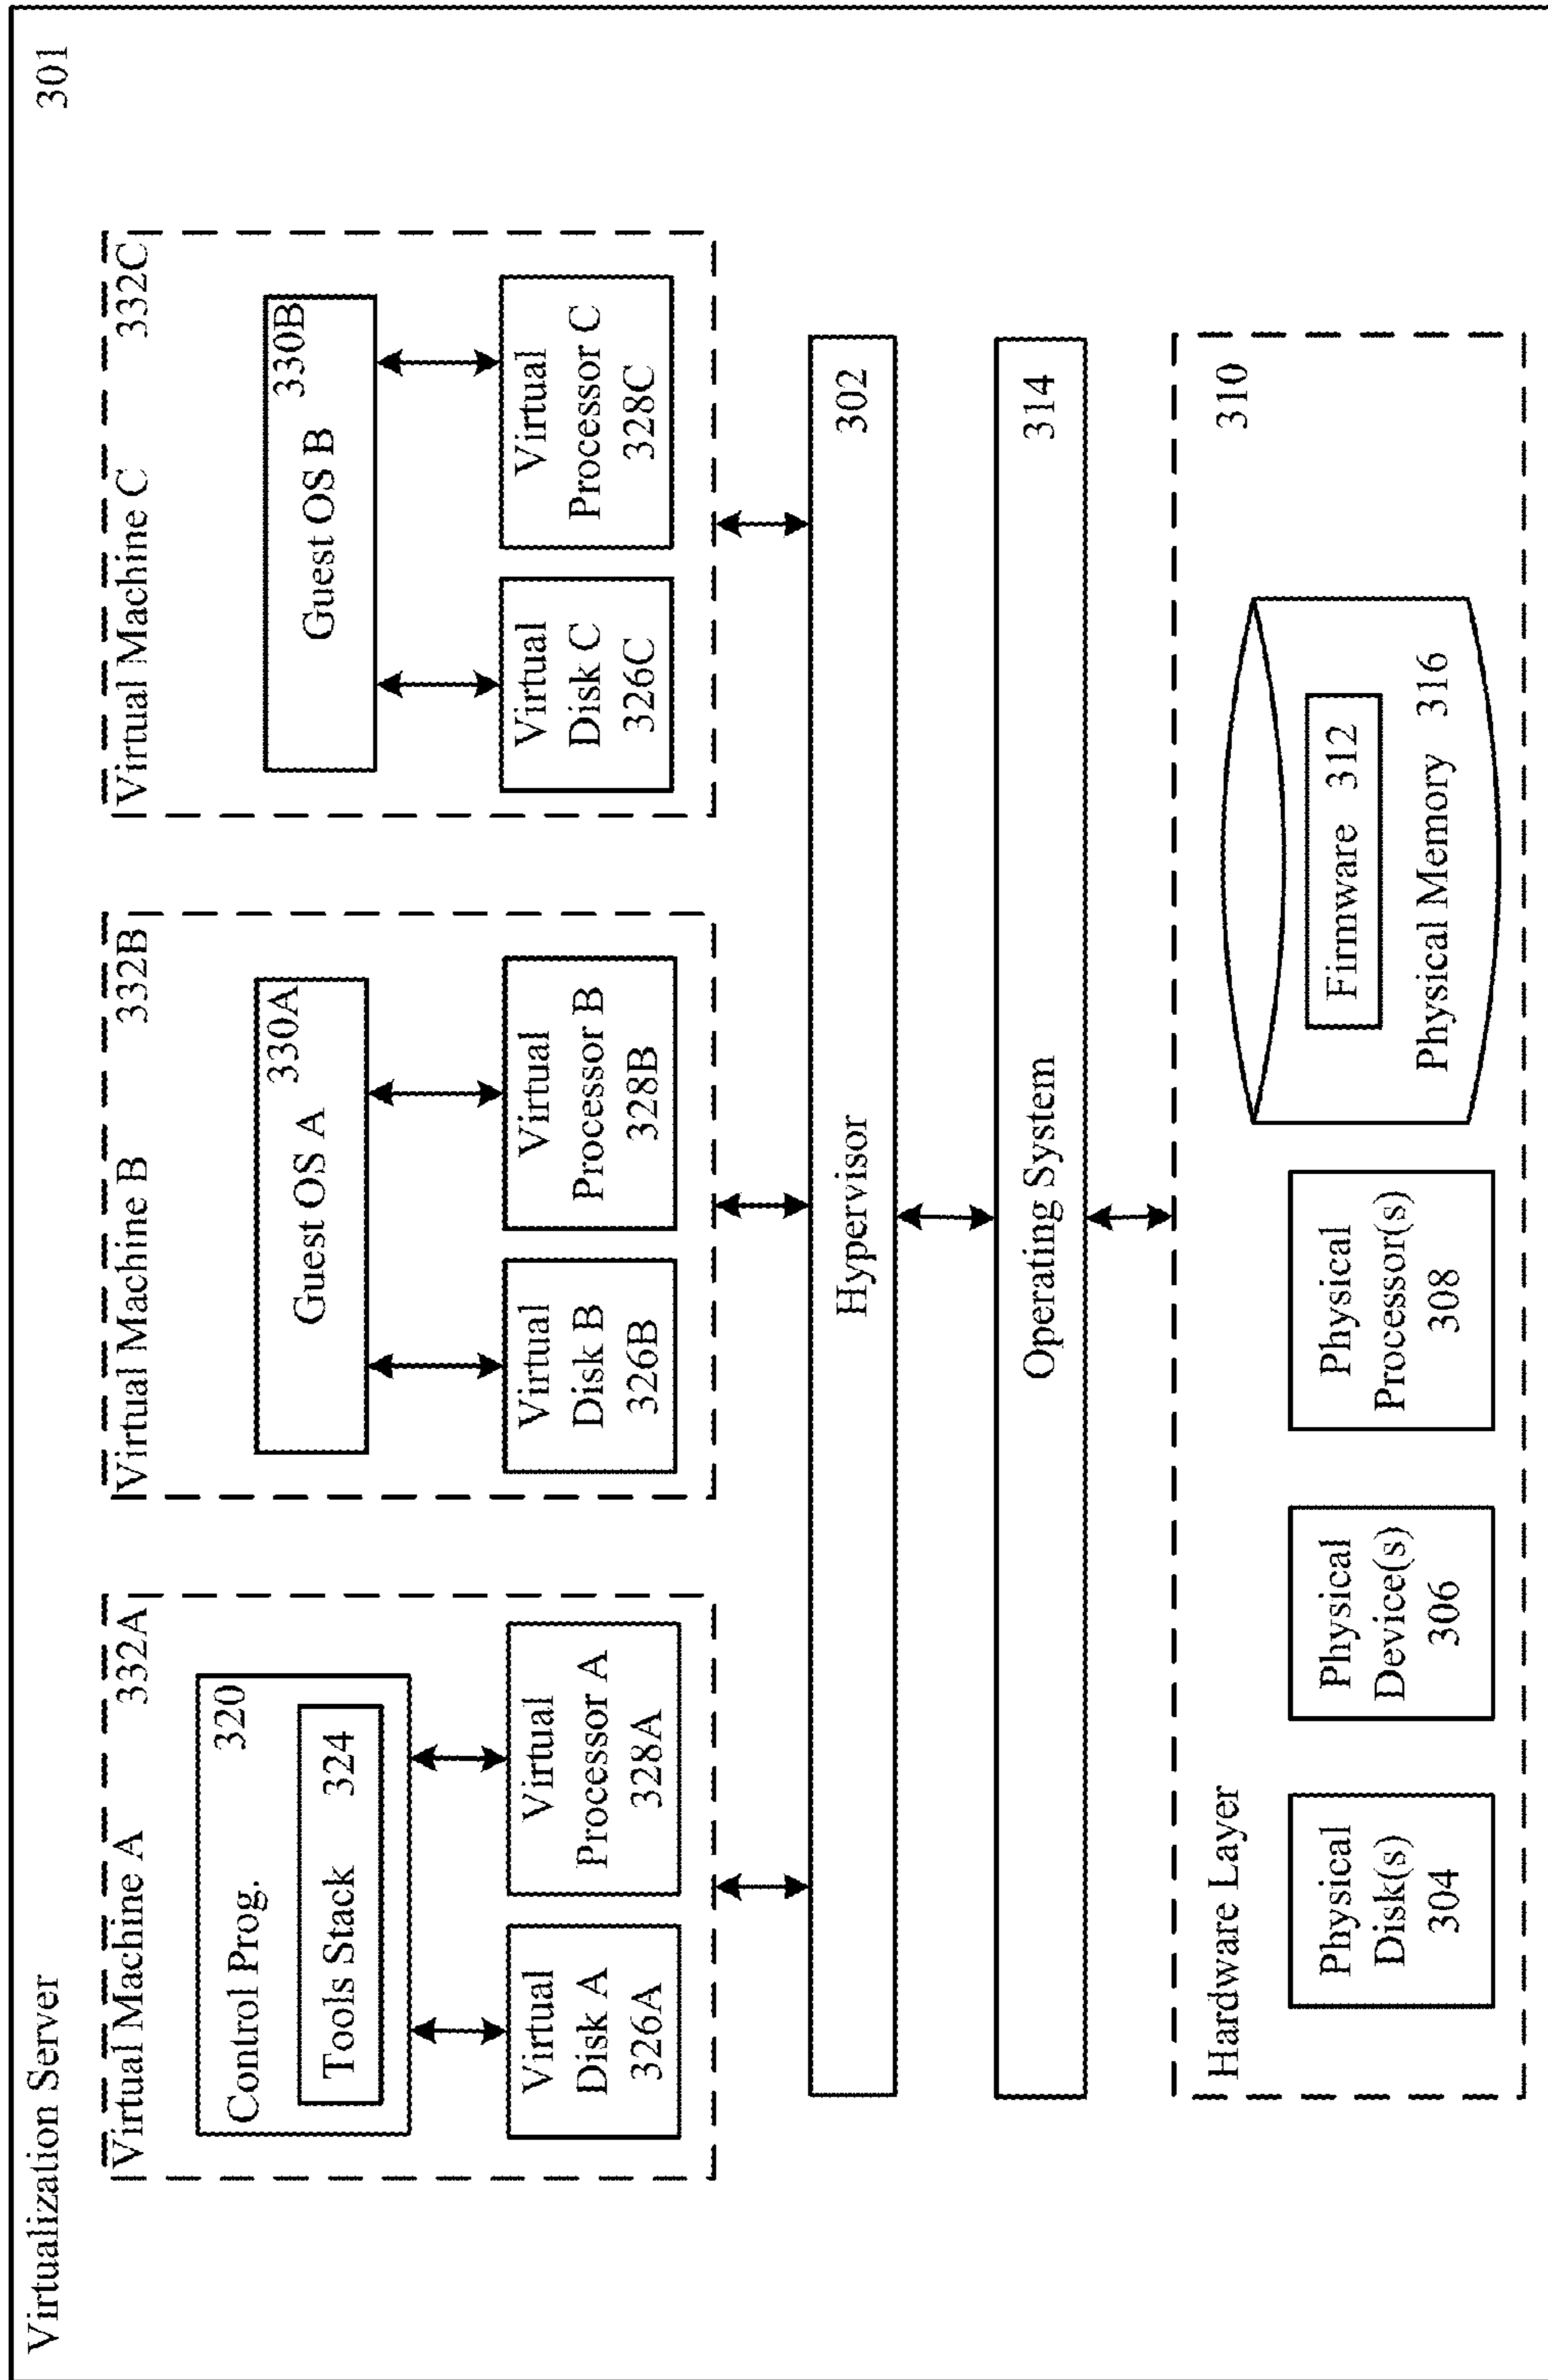 Virtualization Server
301
Virtual Machine A 332A
Control Prog.
320
Tools Stack 324
Virtual
Disk A
326A
Virtual
Processor A
328A
Virtual Machine B 332B
330A
Guest OS A
Virtual
Disk B
326B
Virtual
Processor B
328B
Virtual Machine C 332C
330B
Guest OS B
Virtual
Disk C
326C
Virtual
Processor C
328C
Hypervisor
302
Operating System
314
Hardware Layer
310
Physical
Disk(s)
304
Physical
Device(s)
306
Physical
Processor(s)
308
Firmware 312
Physical Memory 316